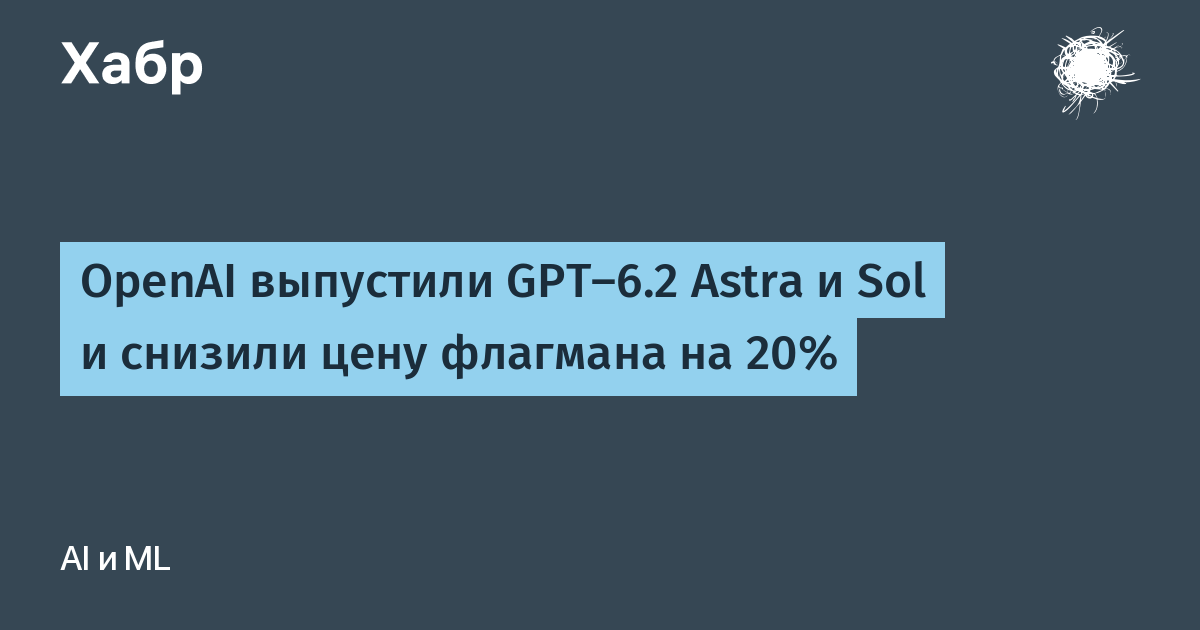 Хабр
OpenAI выпустили GPT–6.2 Astra и Sol
и снизили цену флагмана на 20%
AI и ML